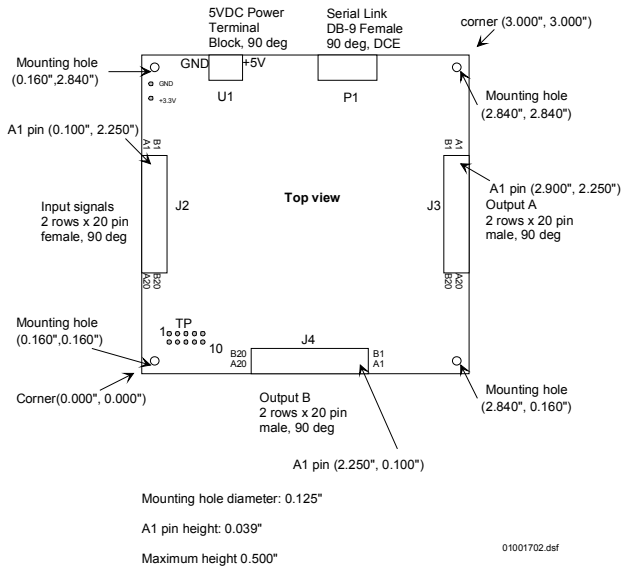 5VDC Power
Terminal
Block, 90 deg
Serial Link
DB-9 Female
90 deg, DCE
corner (3.000", 3.000")
Mounting hole
(0.160",2.840")
GND
+5V
U1
P1
GND
+3.3V
Mounting hole
(2.840", 2.840")
A1 pin (0.100", 2.250")
A1
B1
B1
A1
Input signals
2 rows x 20 pin
female, 90 deg
J2
Top view
J3
A1 pin (2.900", 2.250")
Output A
2 rows x 20 pin
male, 90 deg
A20
B20
B20
A20
Mounting hole
(0.160",0.160")
TP
1
10
J4
B20
A20
B1
A1
Corner(0.000", 0.000")
Output B
2 rows x 20 pin
male, 90 deg
Mounting hole
(2.840", 0.160")
A1 pin (2.250", 0.100")
Mounting hole diameter: 0.125"
A1 pin height: 0.039"
Maximum height 0.500"
01001702.dsf